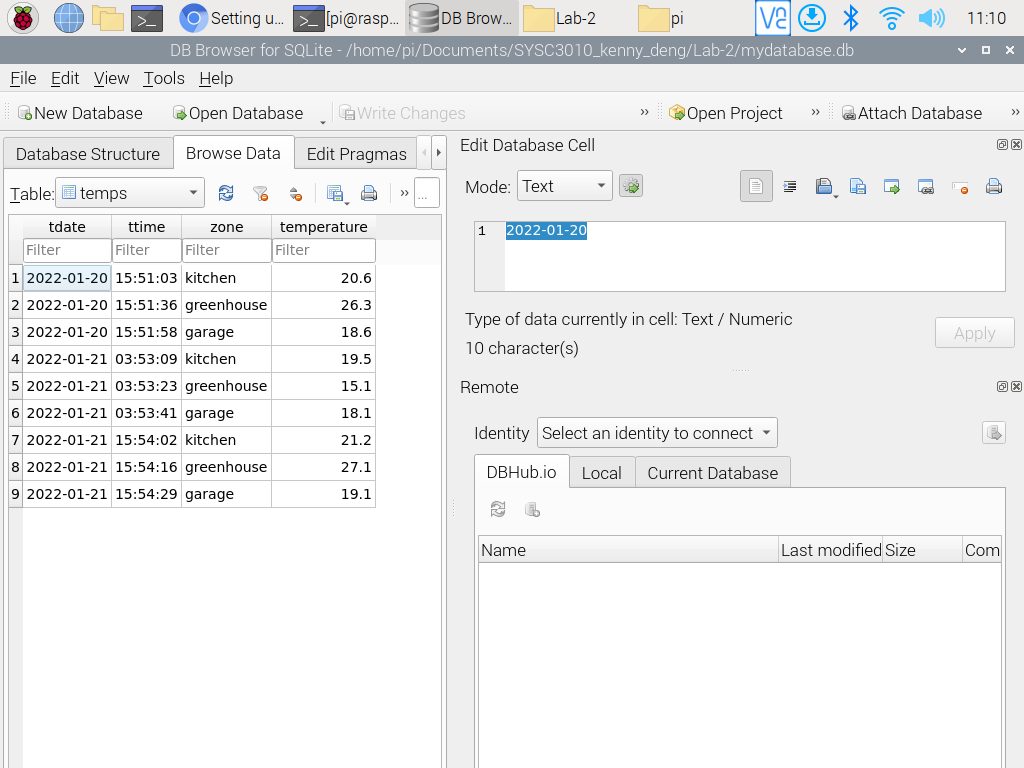 Setting u... [pi@rasp... DB Brow... Lab-2 pi 11:10
DB Browser for SQLite - /home/pi/Documents/SYSC3010_kenny_deng/Lab-2/mydatabase.db
File Edit View Tools Help
New Database Open Database Write Changes » Open Project » Attach Database »
Database Structure Browse Data Edit Pragmas
Table: temps » ...
tdate ttime zone temperature
Filter Filter Filter Filter
1 2022-01-20 15:51:03 kitchen 20.6
2 2022-01-20 15:51:36 greenhouse 26.3
3 2022-01-20 15:51:58 garage 18.6
4 2022-01-21 03:53:09 kitchen 19.5
5 2022-01-21 03:53:23 greenhouse 15.1
6 2022-01-21 03:53:41 garage 18.1
7 2022-01-21 15:54:02 kitchen 21.2
8 2022-01-21 15:54:16 greenhouse 27.1
9 2022-01-21 15:54:29 garage 19.1
Edit Database Cell
Mode: Text
1 2022-01-20
Type of data currently in cell: Text / Numeric
10 character(s)
Apply
Remote
Identity Select an identity to connect
DBHub.io Local Current Database
Name Last modified Size Com